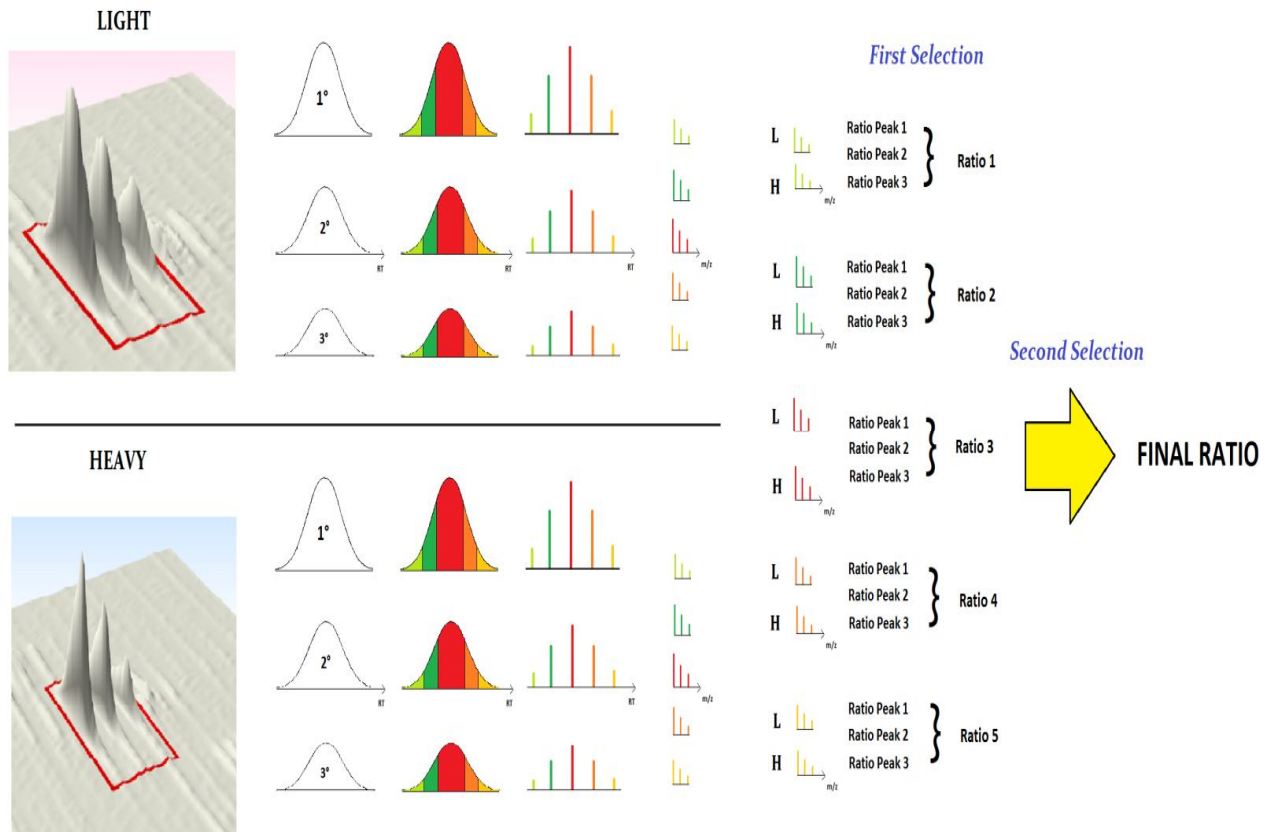 LIGHT
1°
2°
RT
RT
RT
3°
m/z
HEAVY
1°
2°
RT
RT
RT
3°
m/z
First Selection
L
H
m/z
Ratio Peak 1
Ratio Peak 2
Ratio Peak 3
Ratio 1
L
H
m/z
Ratio Peak 1
Ratio Peak 2
Ratio Peak 3
Ratio 2
Second Selection
L
H
m/z
Ratio Peak 1
Ratio Peak 2
Ratio Peak 3
Ratio 3
FINAL RATIO
L
H
m/z
Ratio Peak 1
Ratio Peak 2
Ratio Peak 3
Ratio 4
L
H
m/z
Ratio Peak 1
Ratio Peak 2
Ratio Peak 3
Ratio 5